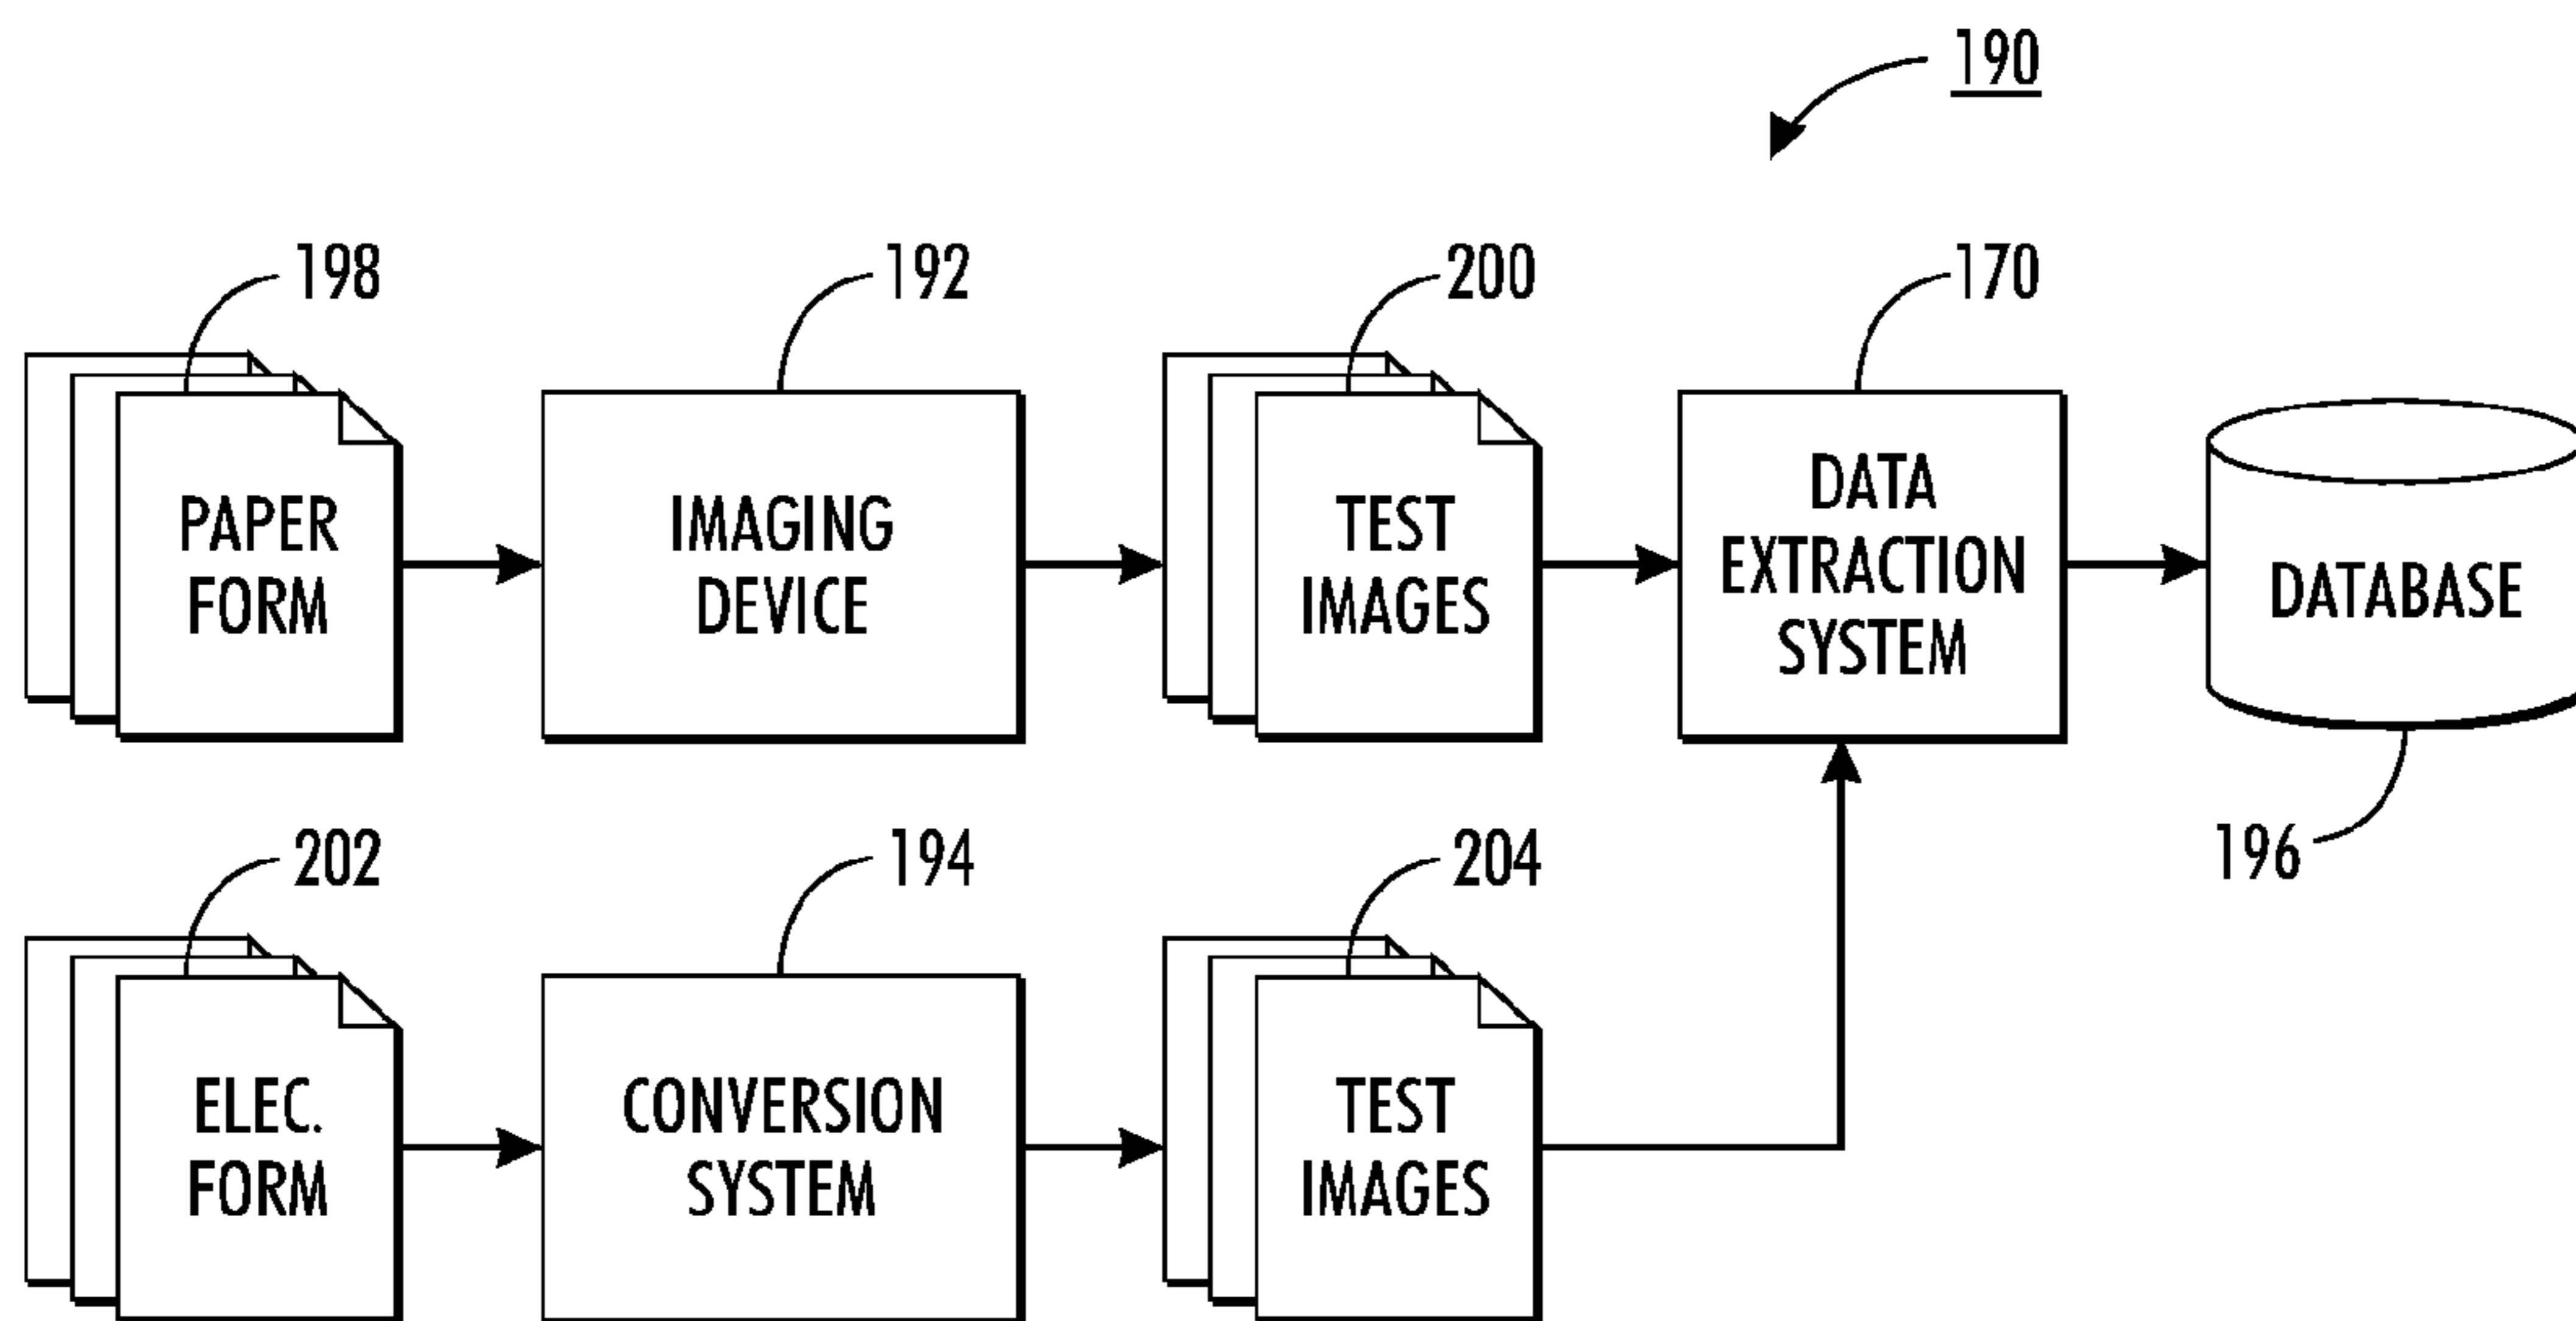 190
198
192
200
170
PAPER
FORM
IMAGING
DEVICE
TEST
IMAGES
DATA
EXTRACTION
SYSTEM
DATABASE
196
202
194
204
ELEC.
FORM
CONVERSION
SYSTEM
TEST
IMAGES